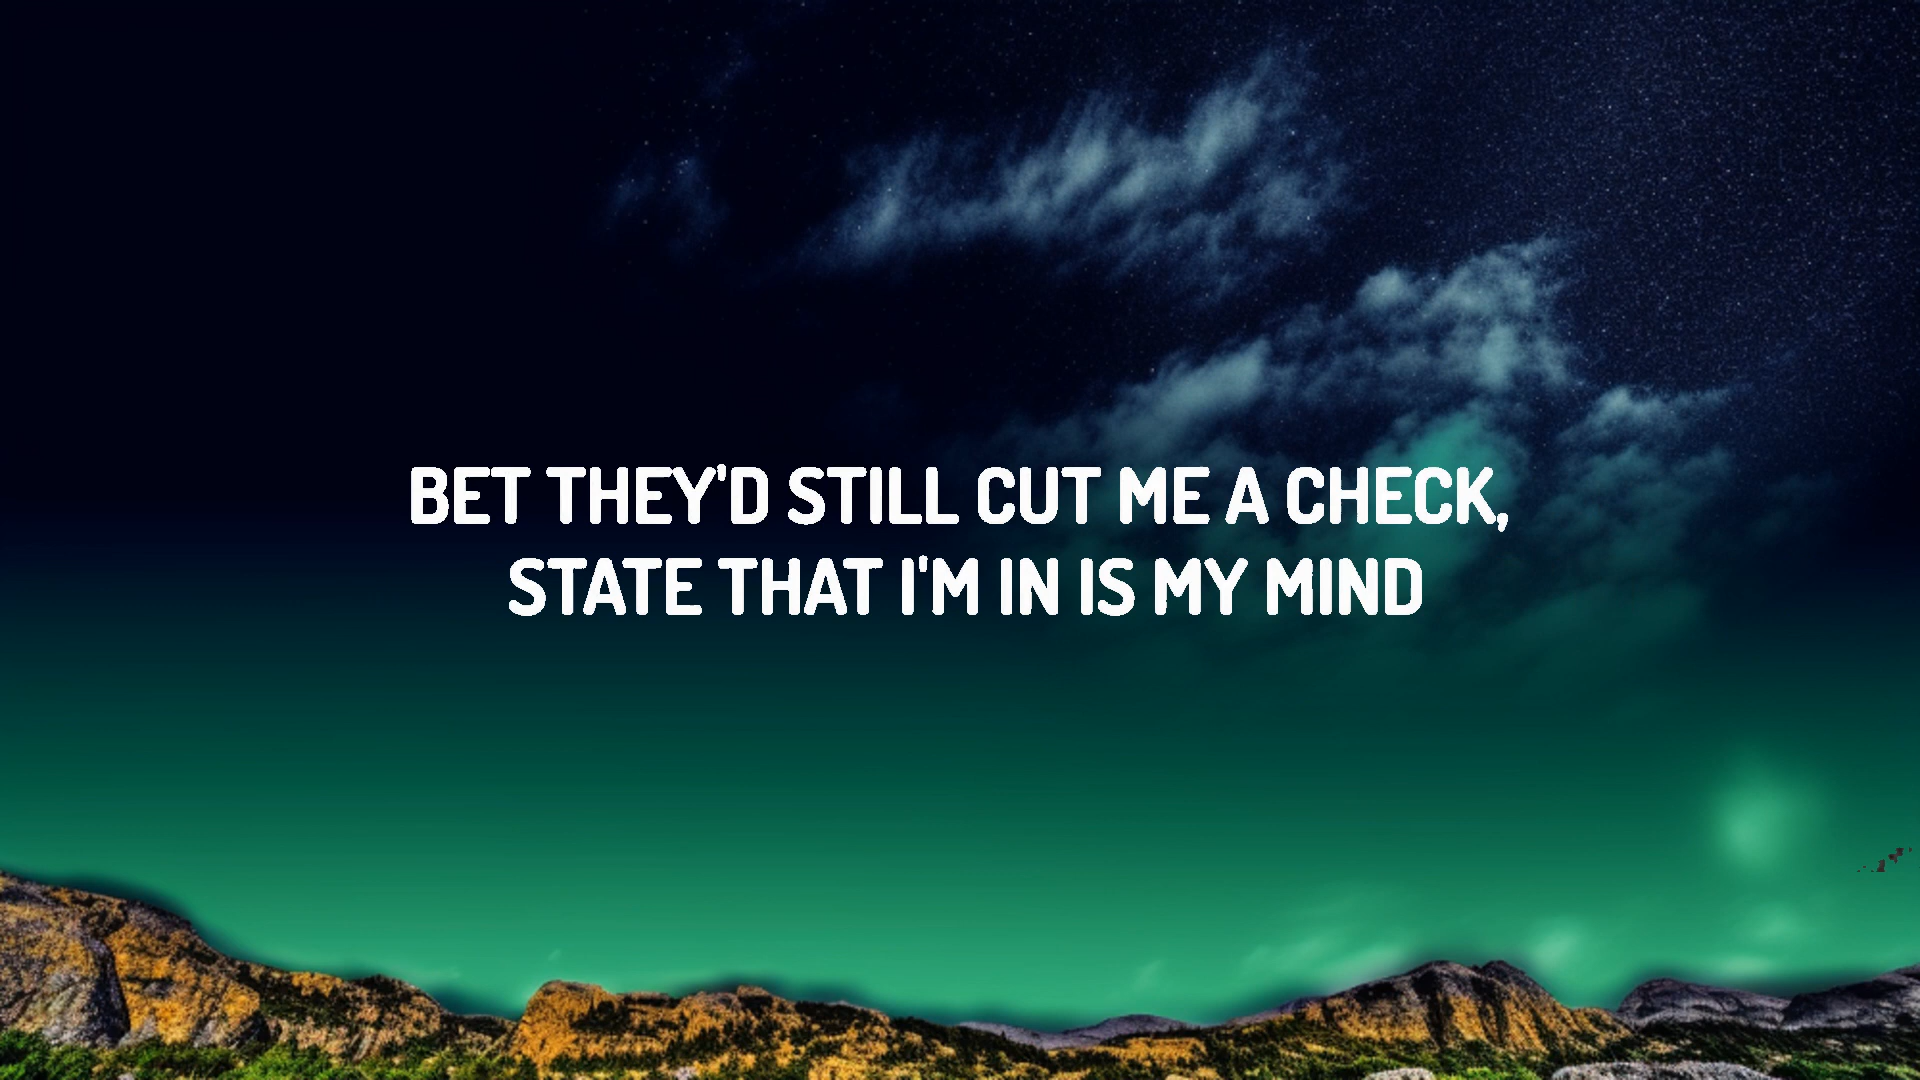 BET THEY'D STILL CUT ME A CHECK,
STATE THAT I'M IN IS MY MIND